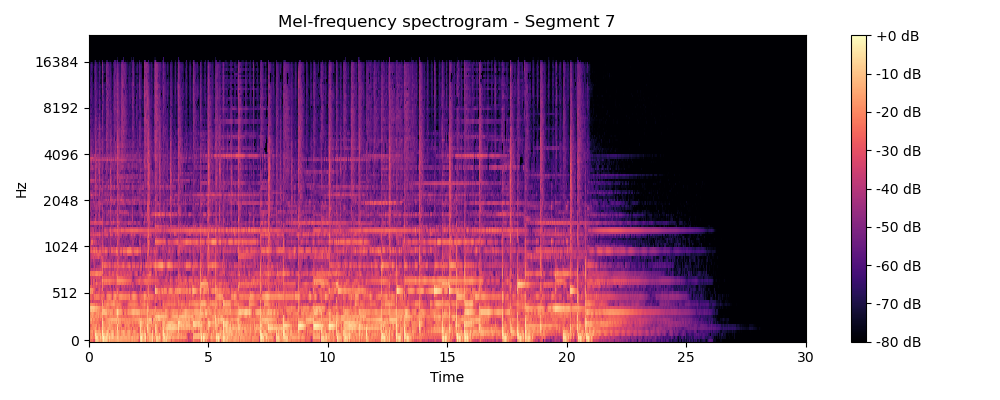 Mel-frequency spectrogram - Segment 7
Hz
16384
8192
4096
2048
1024
512
0
0 5 10 15 20 25 30
Time
+0 dB
-10 dB
-20 dB
-30 dB
-40 dB
-50 dB
-60 dB
-70 dB
-80 dB